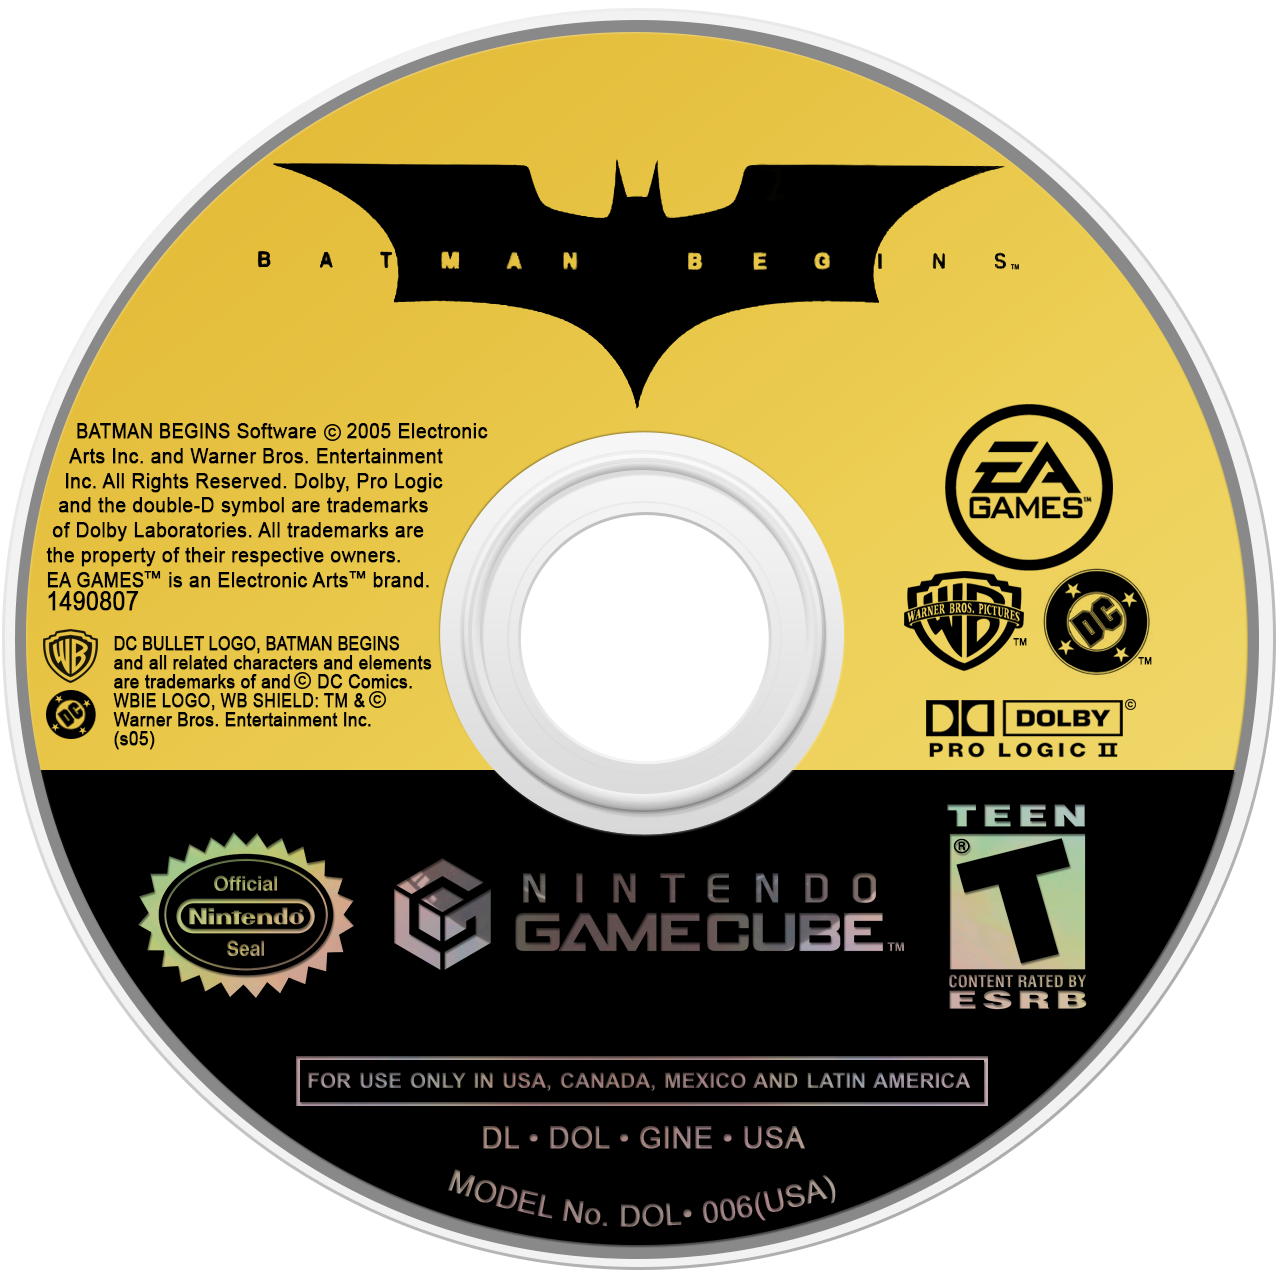 BATMAN BEGINS™
BATMAN BEGINS Software © 2005 Electronic
Arts Inc. and Warner Bros. Entertainment
Inc. All Rights Reserved. Dolby, Pro Logic
and the double-D symbol are trademarks
of Dolby Laboratories. All trademarks are
the property of their respective owners.
EA GAMES™ is an Electronic Arts™ brand.
1490807
WB
DC BULLET LOGO, BATMAN BEGINS
and all related characters and elements
are trademarks of and © DC Comics.
DC
WBIE LOGO, WB SHIELD: TM & ©
Warner Bros. Entertainment Inc.
(s05)
EA
GAMES™
WB
WARNER BROS. PICTURES
TM
DC
TM
DOLBY ©
PRO LOGIC II
Official
Nintendo®
Seal
NINTENDO
GAMECUBE™
TEEN
®
T
CONTENT RATED BY
ESRB
FOR USE ONLY IN USA, CANADA, MEXICO AND LATIN AMERICA
DL • DOL • GINE • USA
MODEL No. DOL• 006(USA)